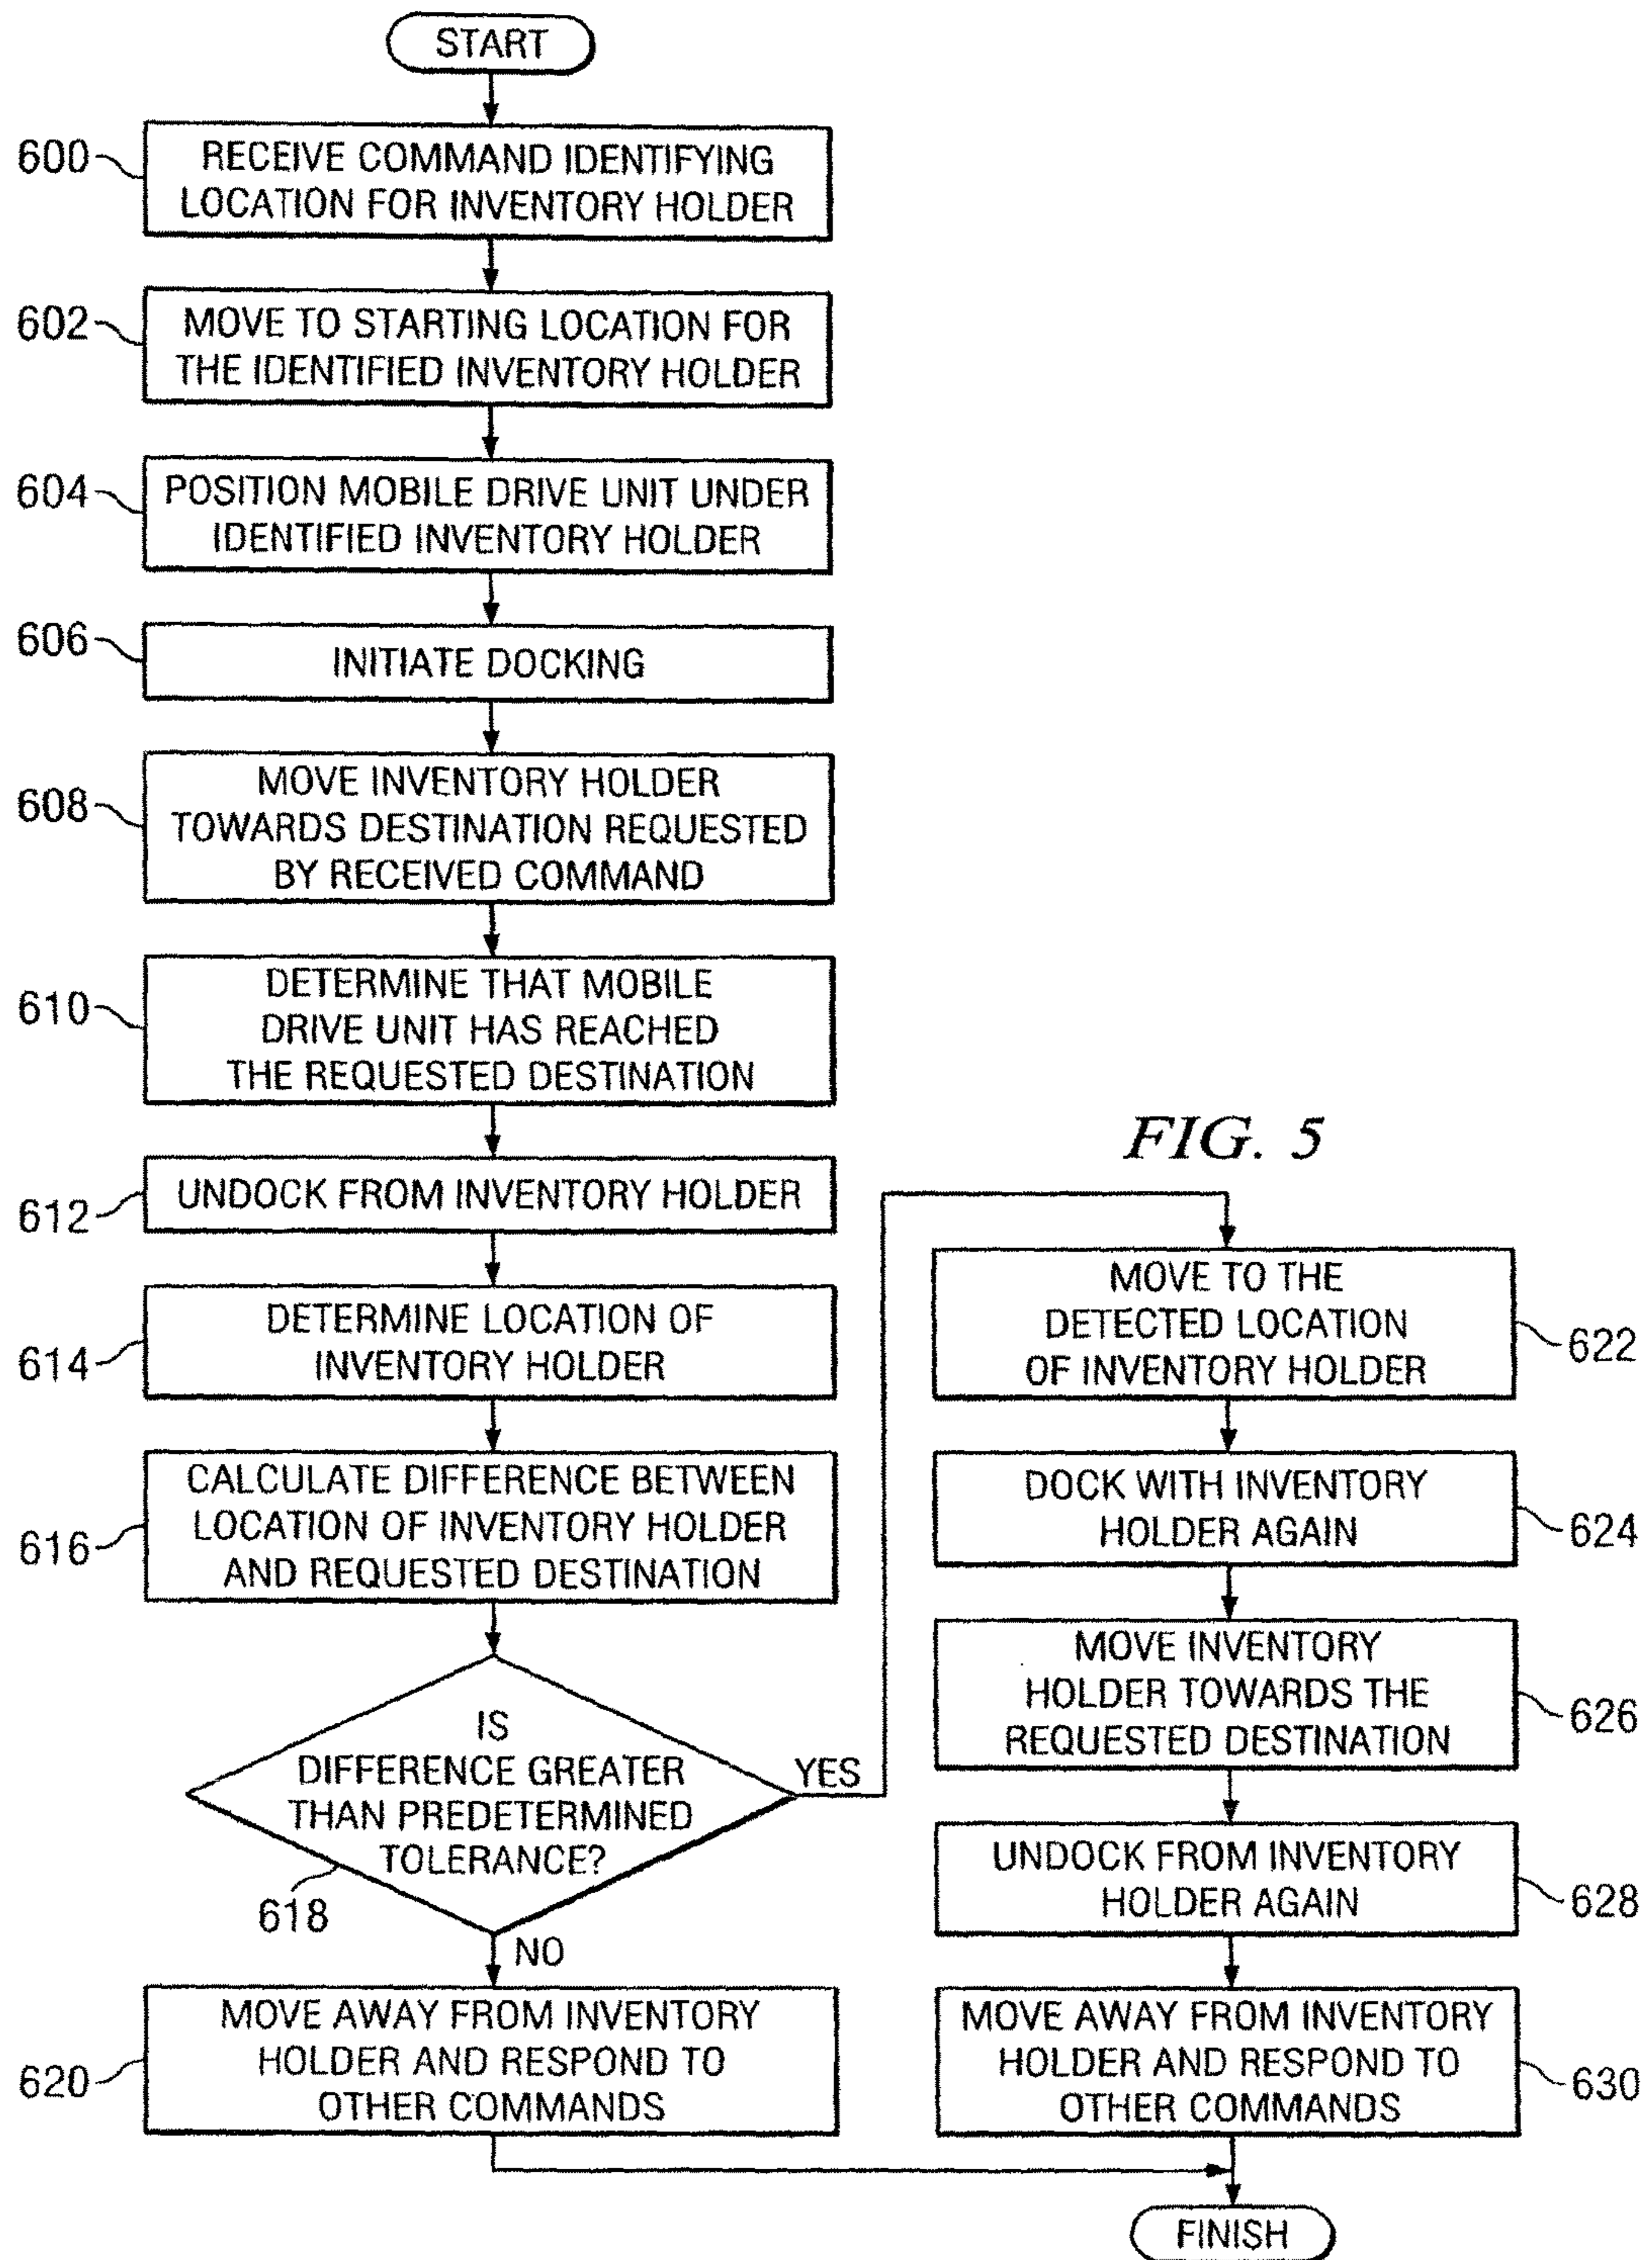 START
600
RECEIVE COMMAND IDENTIFYING
LOCATION FOR INVENTORY HOLDER
602
MOVE TO STARTING LOCATION FOR
THE IDENTIFIED INVENTORY HOLDER
604
POSITION MOBILE DRIVE UNIT UNDER
IDENTIFIED INVENTORY HOLDER
606
INITIATE DOCKING
608
MOVE INVENTORY HOLDER
TOWARDS DESTINATION REQUESTED
BY RECEIVED COMMAND
610
DETERMINE THAT MOBILE
DRIVE UNIT HAS REACHED
THE REQUESTED DESTINATION
612
UNDOCK FROM INVENTORY HOLDER
614
DETERMINE LOCATION OF
INVENTORY HOLDER
616
CALCULATE DIFFERENCE BETWEEN
LOCATION OF INVENTORY HOLDER
AND REQUESTED DESTINATION
IS
DIFFERENCE GREATER
THAN PREDETERMINED
TOLERANCE?
618
YES
NO
620
MOVE AWAY FROM INVENTORY
HOLDER AND RESPOND TO
OTHER COMMANDS
FIG. 5
MOVE TO THE
DETECTED LOCATION
OF INVENTORY HOLDER
622
DOCK WITH INVENTORY
HOLDER AGAIN
624
MOVE INVENTORY
HOLDER TOWARDS THE
REQUESTED DESTINATION
626
UNDOCK FROM INVENTORY
HOLDER AGAIN
628
MOVE AWAY FROM INVENTORY
HOLDER AND RESPOND TO
OTHER COMMANDS
630
FINISH